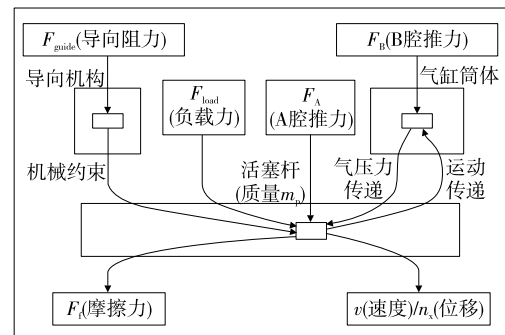 F_guide(导向阻力)
F_B(B腔推力)
导向机构
F_load
(负载力)
F_A
(A腔推力)
气缸筒体
机械约束
活塞杆
(质量m_p)
气压力
传递
运动
传递
F_f(摩擦力)
v(速度)/n_x(位移)